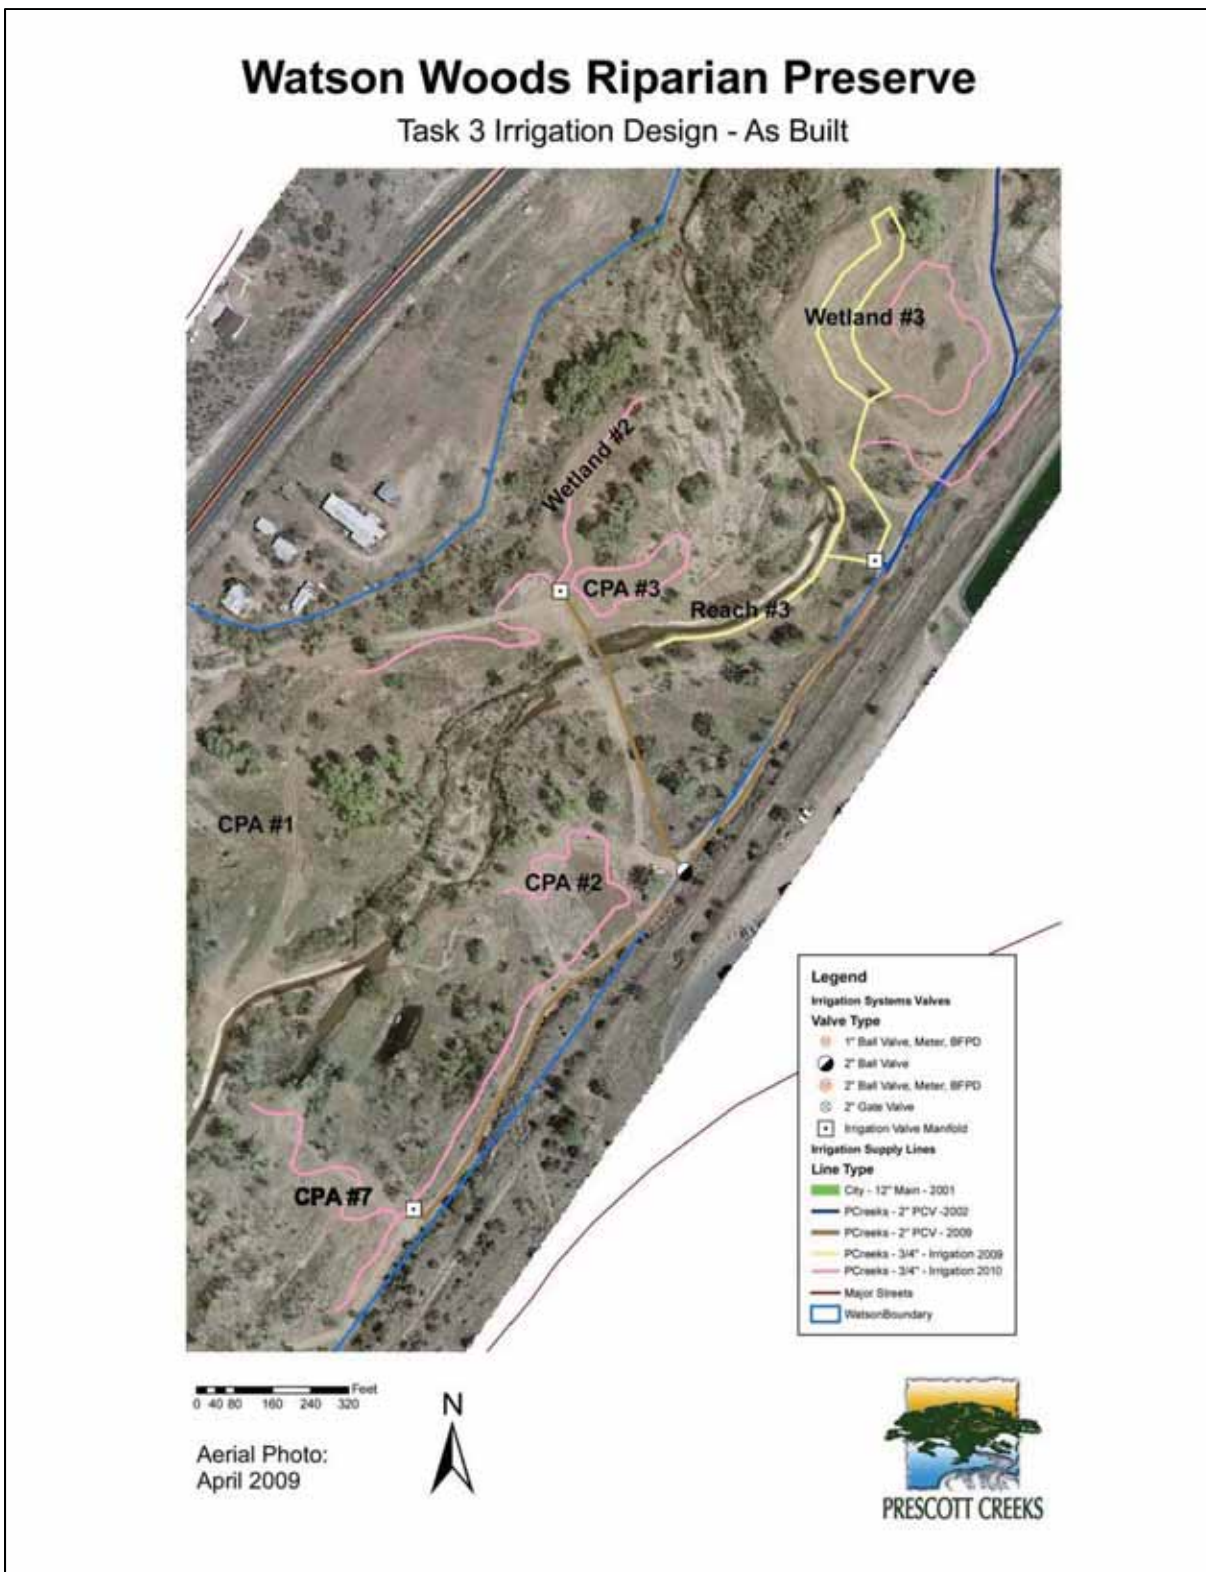 Watson Woods Riparian Preserve
Task 3 Irrigation Design - As Built
Wetland #3
Wetland #2
CPA #3
Reach #3
CPA #1
CPA #2
CPA #7
Legend
Irrigation Systems Valves
Valve Type
1" Ball Valve, Meter, BFPD
2" Ball Valve
2" Ball Valve, Meter, BFPD
2" Gate Valve
Irrigation Valve Manifold
Irrigation Supply Lines
Line Type
City - 12" Main - 2001
PCreeks - 2" PCV -2002
PCreeks - 2" PCV - 2009
PCreeks - 3/4" - Irrigation 2009
PCreeks - 3/4" - Irrigation 2010
Major Streets
WatsonBoundary
Feet
0 40 80 160 240 320
N
Aerial Photo:
April 2009
PRESCOTT CREEKS